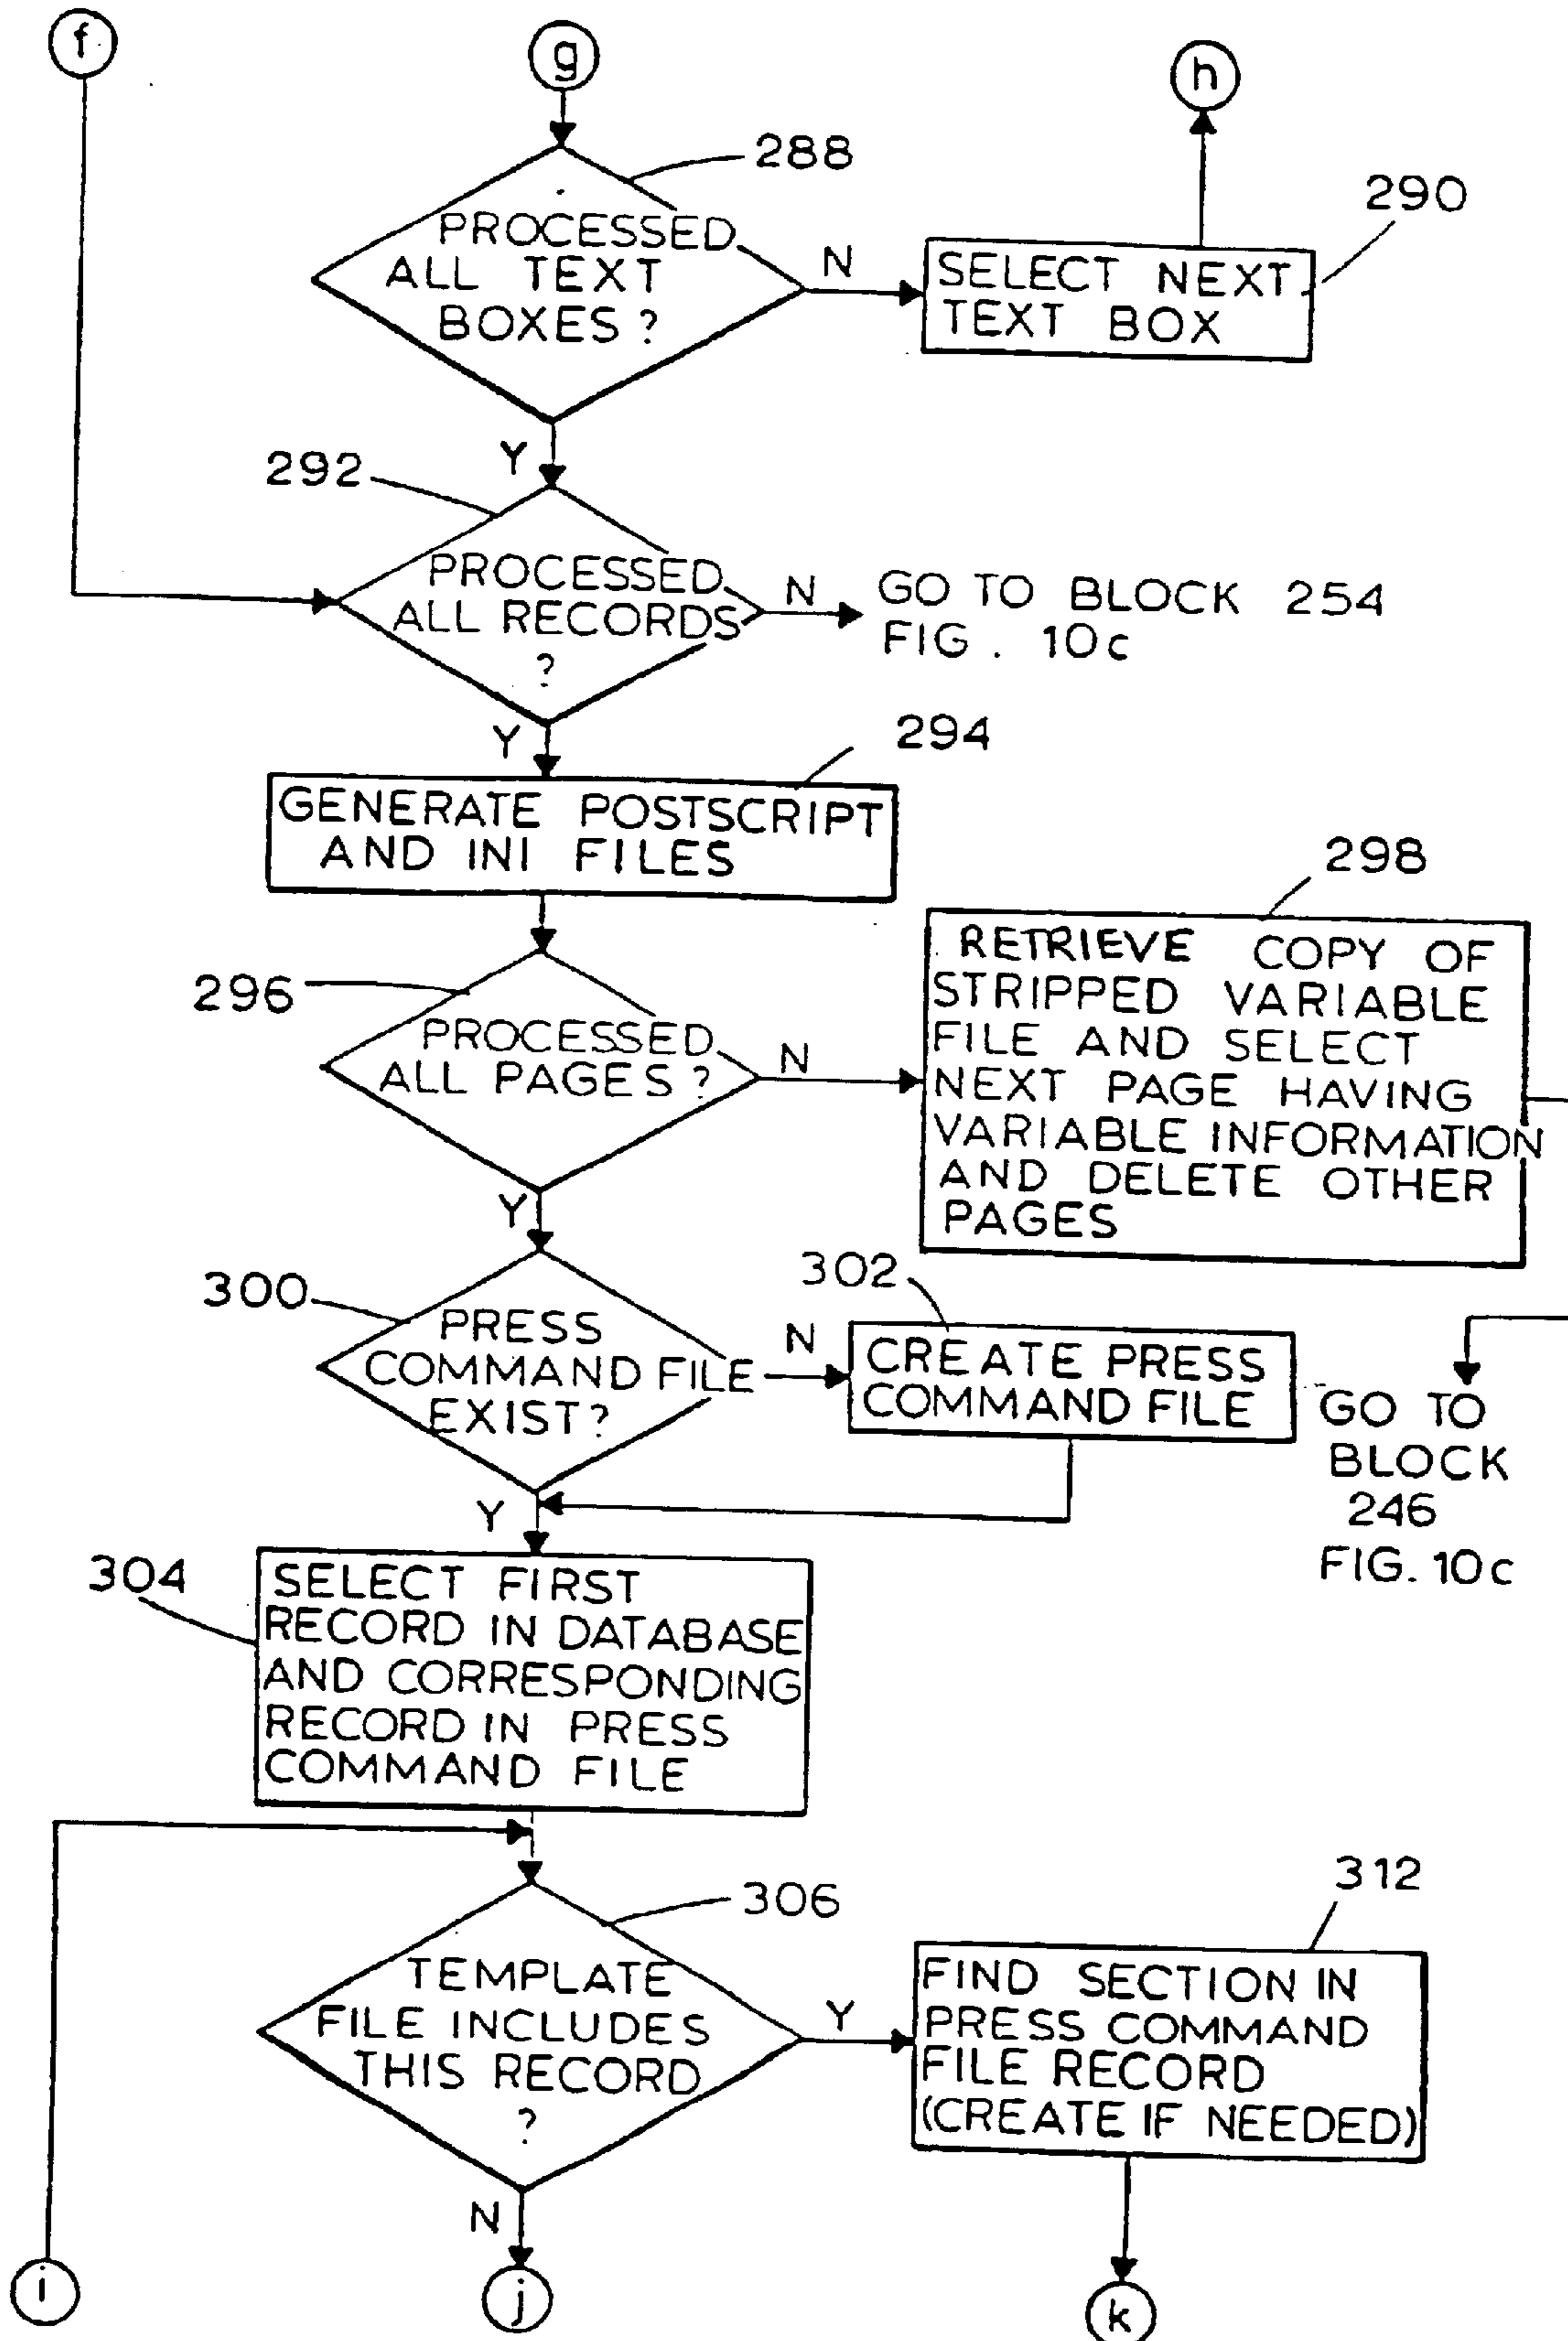 f
g
h
288
290
PROCESSED
ALL TEXT
BOXES?
N
SELECT NEXT
TEXT BOX
Y
292
PROCESSED
ALL RECORDS
?
N
GO TO BLOCK 254
FIG. 10c
Y
294
GENERATE POSTSCRIPT
AND INI FILES
298
296
PROCESSED
ALL PAGES?
N
RETRIEVE COPY OF
STRIPPED VARIABLE
FILE AND SELECT
NEXT PAGE HAVING
VARIABLE INFORMATION
AND DELETE OTHER
PAGES
Y
300
302
PRESS
COMMAND FILE
EXIST?
N
CREATE PRESS
COMMAND FILE
GO TO
BLOCK
246
FIG. 10c
Y
304
SELECT FIRST
RECORD IN DATABASE
AND CORRESPONDING
RECORD IN PRESS
COMMAND FILE
306
312
TEMPLATE
FILE INCLUDES
THIS RECORD
?
Y
FIND SECTION IN
PRESS COMMAND
FILE RECORD
(CREATE IF NEEDED)
N
i
j
k